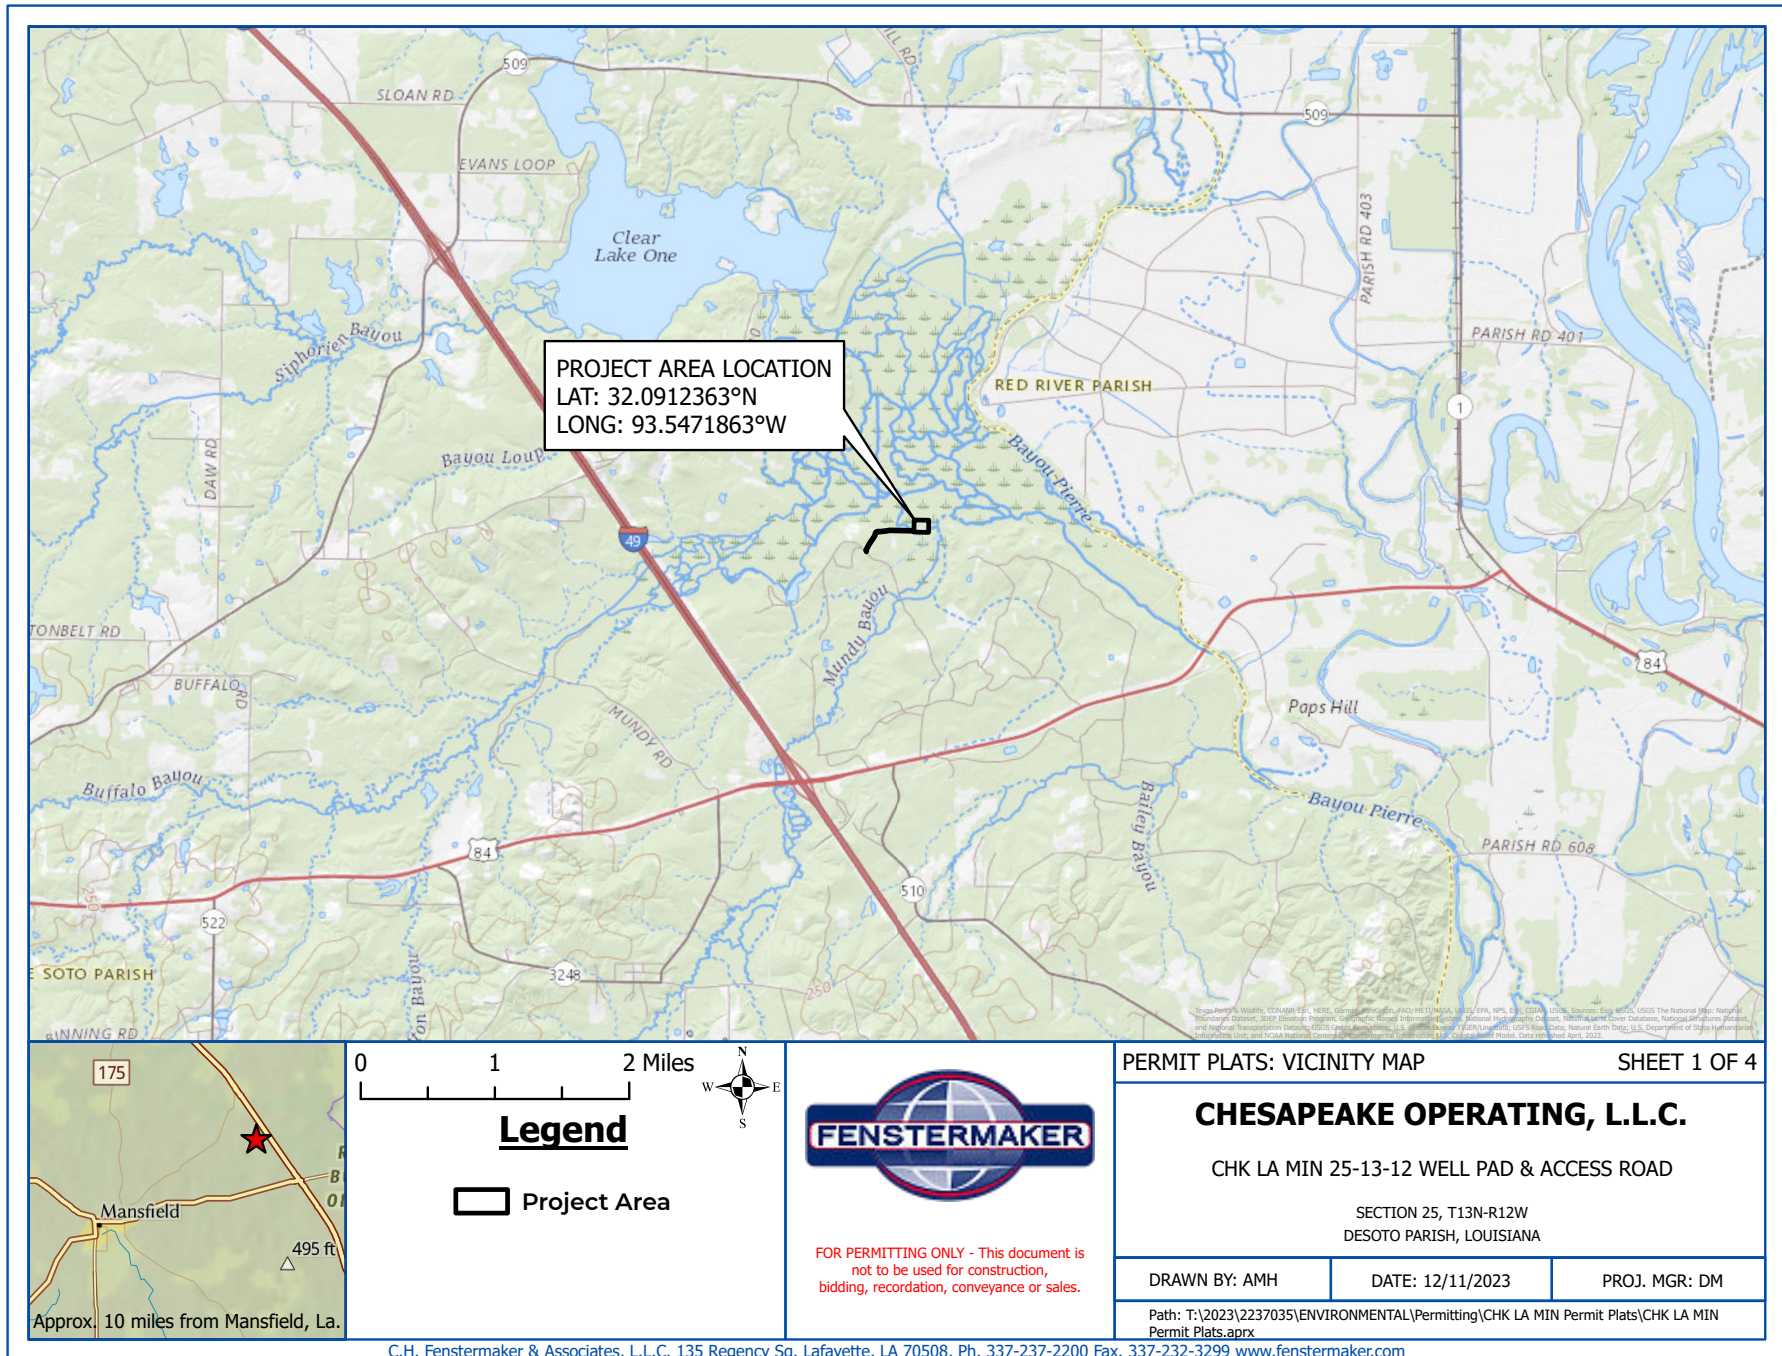 509
SLOAN RD
EVANS LOOP
Clear
Lake One
509
PARISH RD 403
PARISH RD 401
Siphorien Bayou
PROJECT AREA LOCATION
LAT: 32.0912363°N
LONG: 93.5471863°W
RED RIVER PARISH
1
DAW RD
Bayou Loup
Bayou Pierre
49
Mundy Bayou
TONBELT RD
BUFFALO RD
MUNDY RD
84
Paps Hill
Buffalo Bayou
Bayou Pierre
Bailey Bayou
84
PARISH RD 608
250
522
510
E SOTO PARISH
3248
ton Bayou
250
BINNING RD
175
Mansfield
495 ft
Approx. 10 miles from Mansfield, La.
0 1 2 Miles
N
W E
S
Legend
Project Area
FENSTERMAKER
FOR PERMITTING ONLY - This document is
not to be used for construction,
bidding, recordation, conveyance or sales.
PERMIT PLATS: VICINITY MAP SHEET 1 OF 4
CHESAPEAKE OPERATING, L.L.C.
CHK LA MIN 25-13-12 WELL PAD & ACCESS ROAD
SECTION 25, T13N-R12W
DESOTO PARISH, LOUISIANA
DRAWN BY: AMH DATE: 12/11/2023 PROJ. MGR: DM
Path: T:\2023\2237035\ENVIRONMENTAL\Permitting\CHK LA MIN Permit Plats\CHK LA MIN
Permit Plats.aprx
C.H. Fenstermaker & Associates, L.L.C. 135 Regency Sq. Lafayette, LA 70508, Ph. 337-237-2200 Fax. 337-232-3299 www.fenstermaker.com